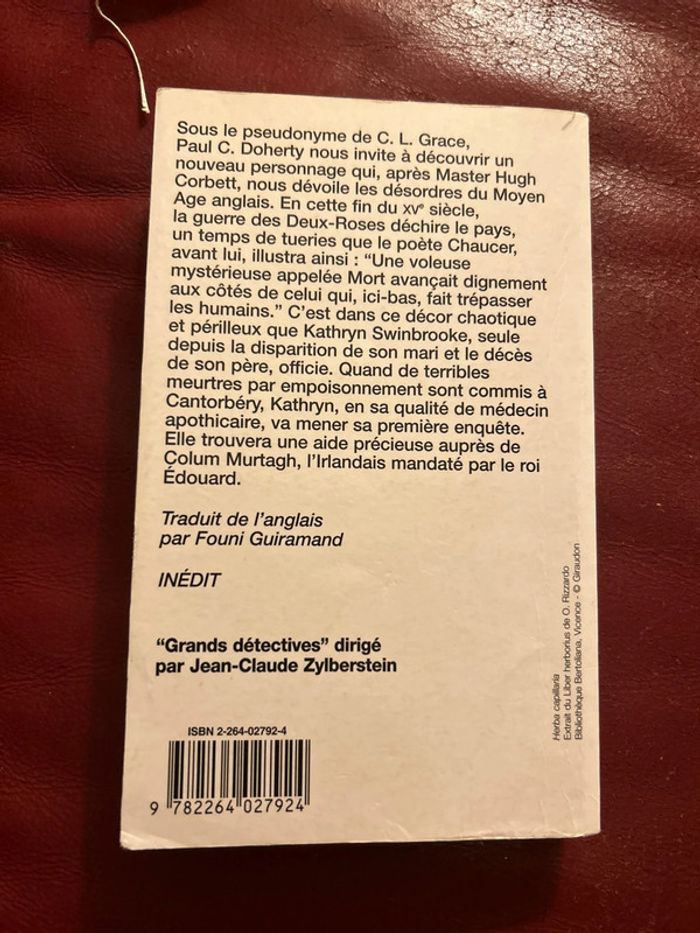 Sous le pseudonyme de C. L. Grace,
Paul C. Doherty nous invite à découvrir un
nouveau personnage qui, après Master Hugh
Corbett, nous dévoile les désordres du Moyen
Age anglais. En cette fin du XVe siècle,
la guerre des Deux-Roses déchire le pays,
un temps de tueries que le poète Chaucer,
avant lui, illustra ainsi : “Une voleuse
mystérieuse appelée Mort avançait dignement
aux côtés de celui qui, ici-bas, fait trépasser
les humains.” C’est dans ce décor chaotique
et périlleux que Kathryn Swinbrooke, seule
depuis la disparition de son mari et le décès
de son père, officie. Quand de terribles
meurtres par empoisonnement sont commis à
Cantorbéry, Kathryn, en sa qualité de médecin
apothicaire, va mener sa première enquête.
Elle trouvera une aide précieuse auprès de
Colum Murtagh, l’Irlandais mandaté par le roi
Édouard.
Traduit de l’anglais
par Founi Guiramand
INÉDIT
“Grands détectives” dirigé
par Jean-Claude Zylberstein
ISBN 2-264-02792-4
9 782264 027924
Herba capillaria
Extrait du Liber herborius de O. Rizzardo
Bibliothèque Bertoliana, Vicence - © Giraudon